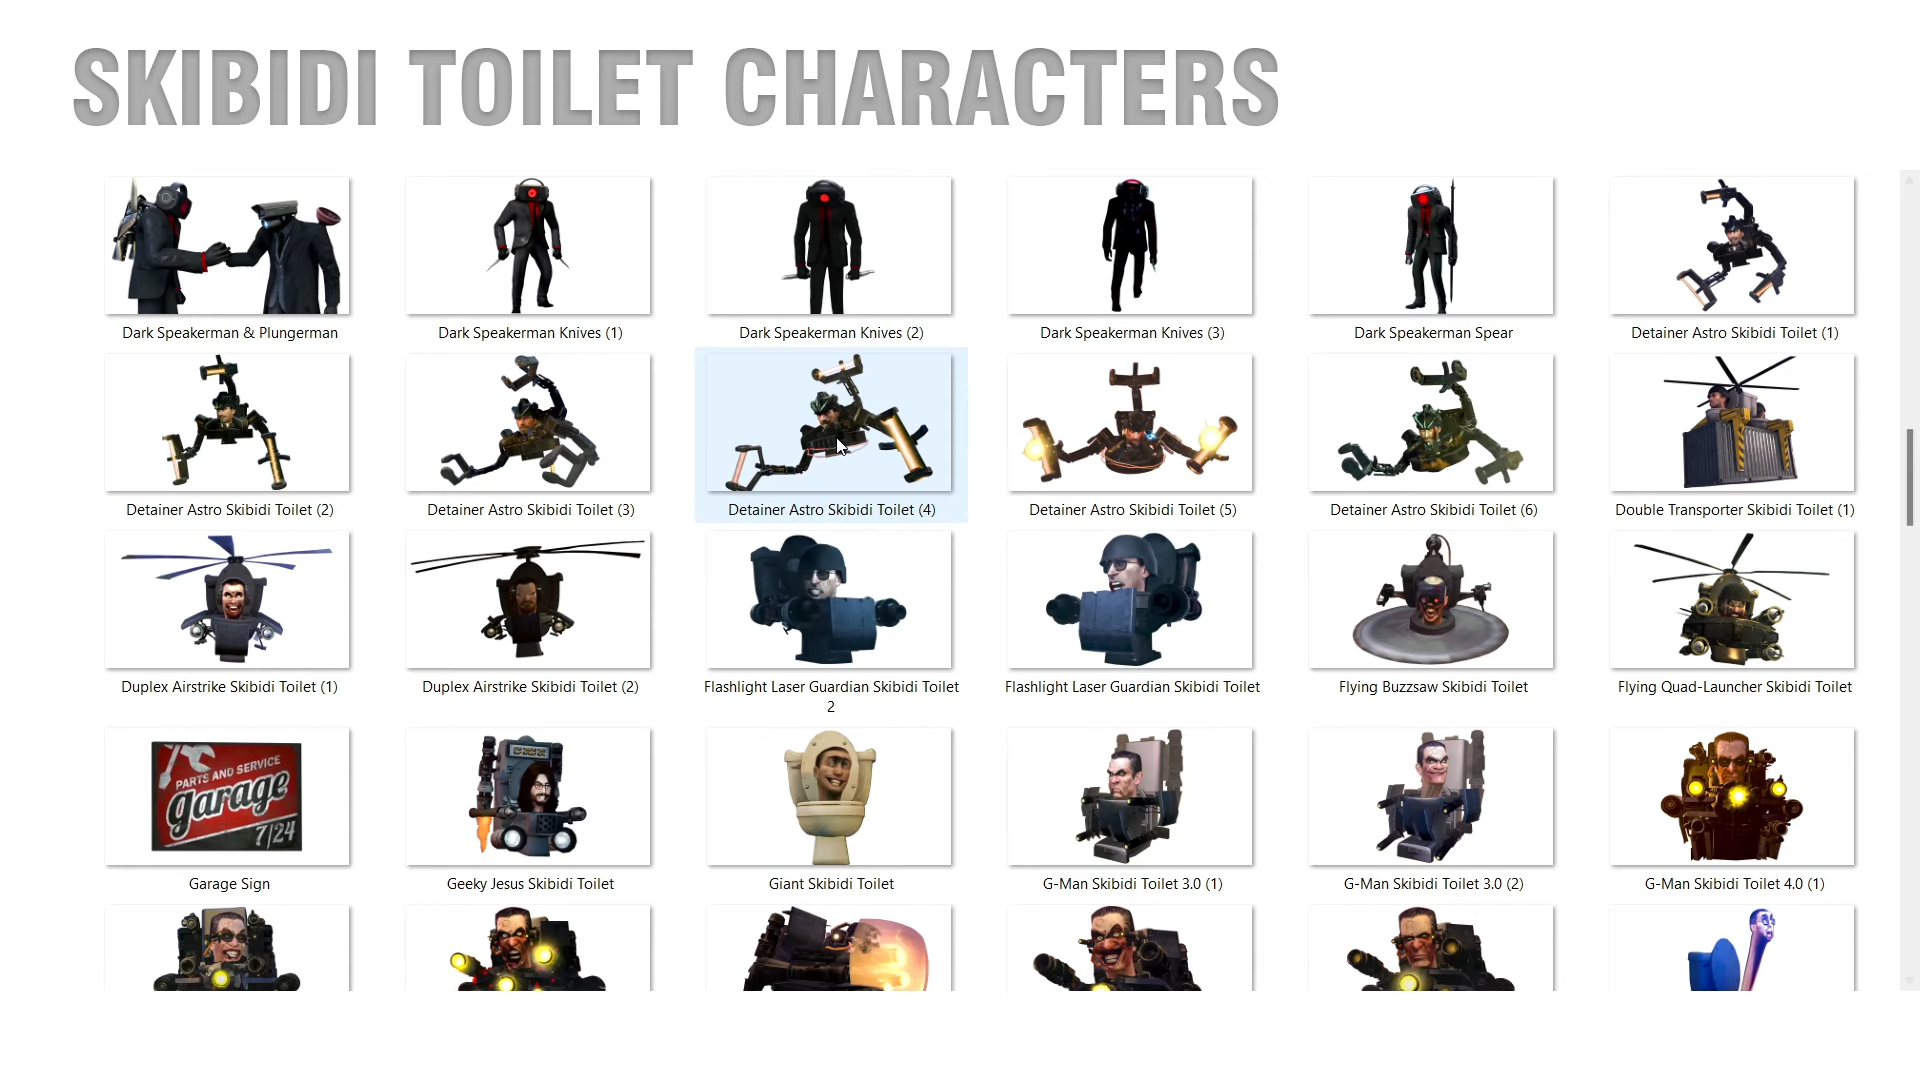 SKIBIDI TOILET CHARACTERS
Dark Speakerman & Plungerman
Dark Speakerman Knives (1)
Dark Speakerman Knives (2)
Dark Speakerman Knives (3)
Dark Speakerman Spear
Detainer Astro Skibidi Toilet (1)
Detainer Astro Skibidi Toilet (2)
Detainer Astro Skibidi Toilet (3)
Detainer Astro Skibidi Toilet (4)
Detainer Astro Skibidi Toilet (5)
Detainer Astro Skibidi Toilet (6)
Double Transporter Skibidi Toilet (1)
Duplex Airstrike Skibidi Toilet (1)
Duplex Airstrike Skibidi Toilet (2)
Flashlight Laser Guardian Skibidi Toilet
2
Flashlight Laser Guardian Skibidi Toilet
Flying Buzzsaw Skibidi Toilet
Flying Quad-Launcher Skibidi Toilet
PARTS AND SERVICE
garage
7/24
Garage Sign
Geeky Jesus Skibidi Toilet
Giant Skibidi Toilet
G-Man Skibidi Toilet 3.0 (1)
G-Man Skibidi Toilet 3.0 (2)
G-Man Skibidi Toilet 4.0 (1)